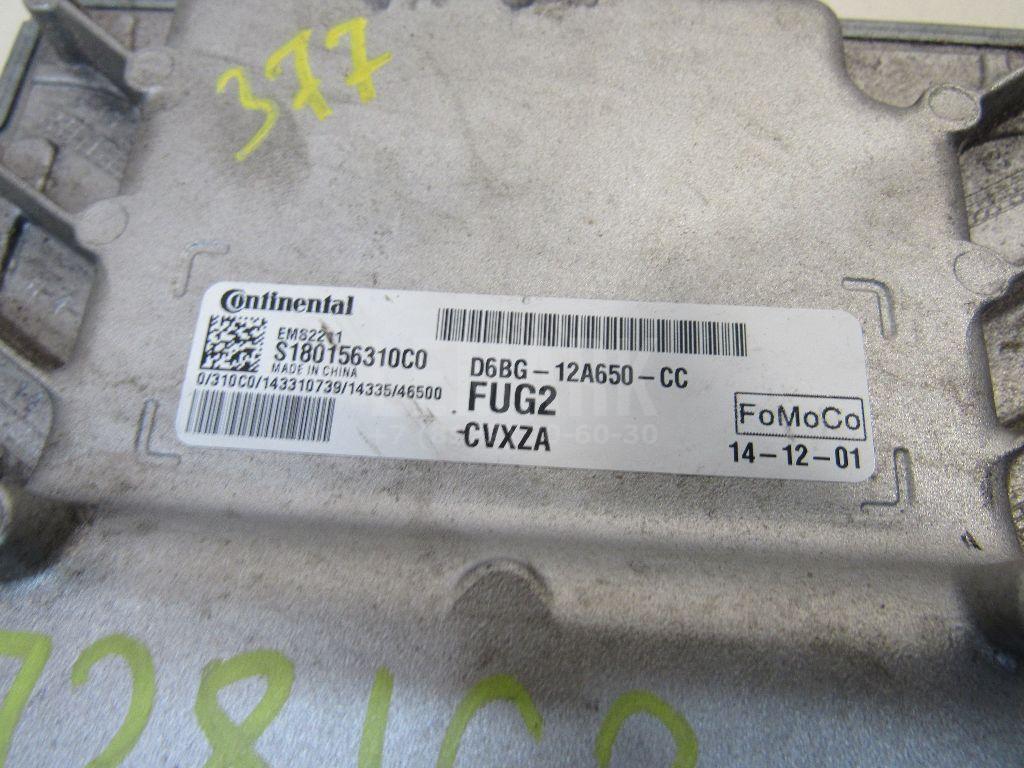 377
Continental
EMS2211
S180156310C0
MADE IN CHINA
0/310C0/143310739/14335/46500
D6BG-12A650-CC
FUG2
CVXZA
FoMoCo
14-12-01